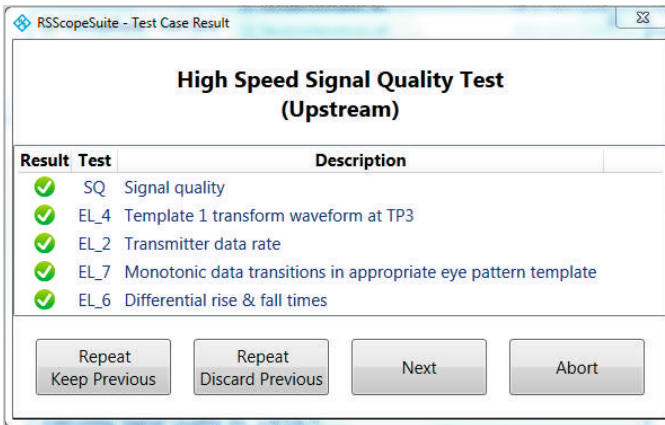 RSScopeSuite - Test Case Result
High Speed Signal Quality Test
(Upstream)
Result Test Description
SQ Signal quality
EL_4 Template 1 transform waveform at TP3
EL_2 Transmitter data rate
EL_7 Monotonic data transitions in appropriate eye pattern template
EL_6 Differential rise & fall times
Repeat
Keep Previous
Repeat
Discard Previous
Next
Abort